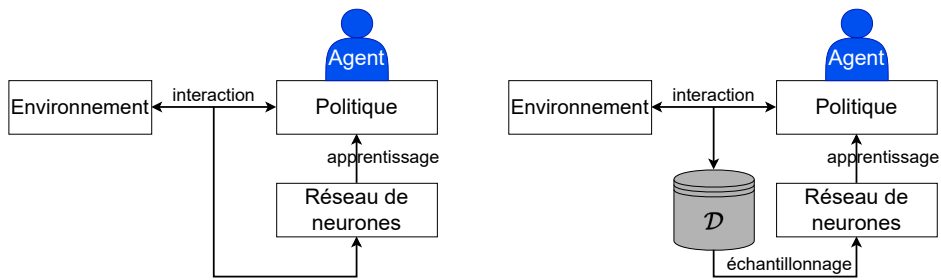 Agent
interaction
Environnement
Politique
apprentissage
Réseau de
neurones
Agent
interaction
Environnement
Politique
apprentissage
Réseau de
neurones
𝒟
échantillonnage